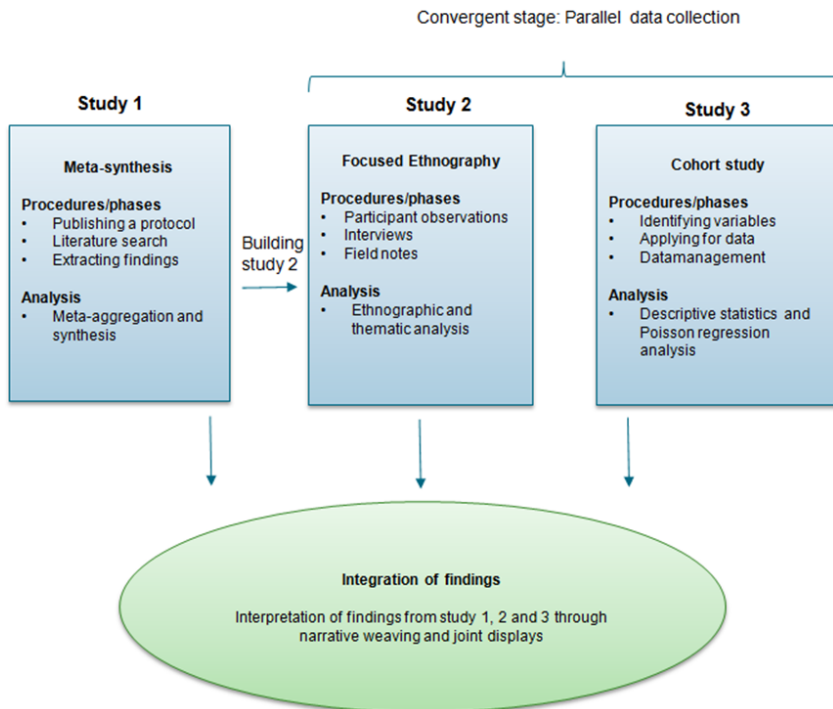 Convergent stage: Parallel data collection
Study 1
Meta-synthesis
Procedures/phases
• Publishing a protocol
• Literature search
• Extracting findings
Analysis
• Meta-aggregation and
synthesis
Building
study 2
Study 2
Focused Ethnography
Procedures/phases
• Participant observations
• Interviews
• Field notes
Analysis
• Ethnographic and
thematic analysis
Study 3
Cohort study
Procedures/phases
• Identifying variables
• Applying for data
• Datamanagement
Analysis
• Descriptive statistics and
Poisson regression
analysis
Integration of findings
Interpretation of findings from study 1, 2 and 3 through
narrative weaving and joint displays